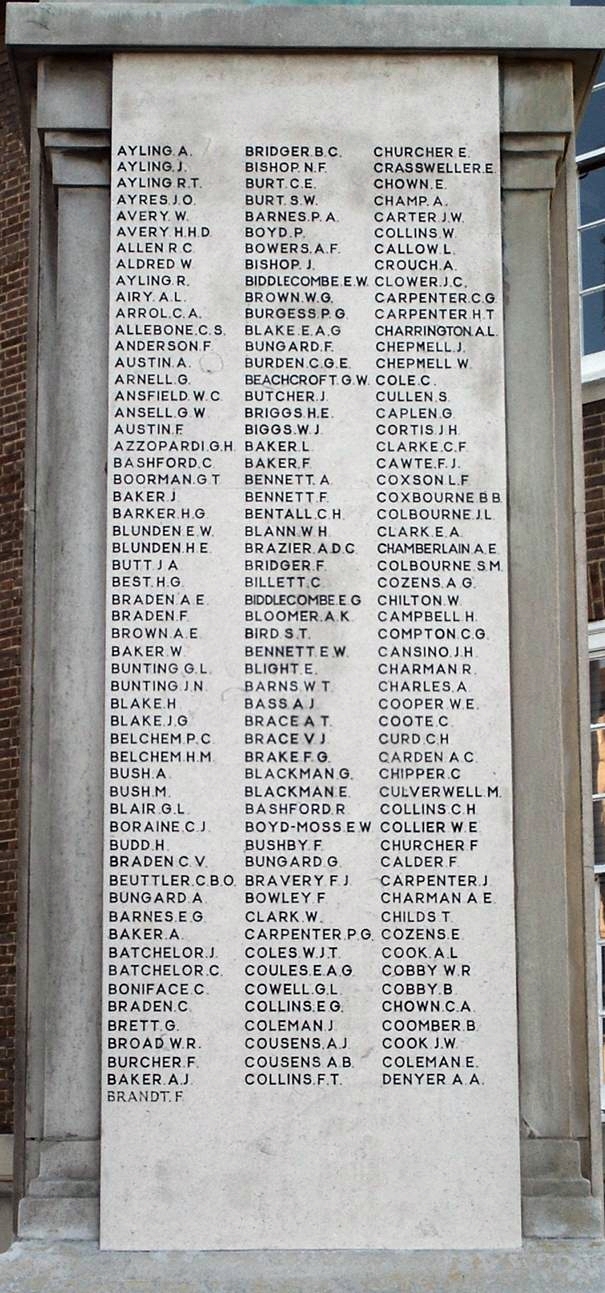 AYLING.A.
AYLING.J.
AYLING R.T.
AYRES.J.O.
AVERY.W.
AVERY.H.H.D.
ALLEN R.C.
ALDRED W.
AYLING.R.
AIRY.A.L.
ARROL.C.A.
ALLEBONE.C.S.
ANDERSON.F.
AUSTIN.A.
ARNELL.G.
ANSFIELD.W.C.
ANSELL.G.W.
AUSTIN.F.
AZZOPARDI.G.H.
BASHFORD.C.
BOORMAN.G.T.
BAKER.J.
BARKER.H.G.
BLUNDEN.E.W.
BLUNDEN.H.E.
BUTT.J.A.
BEST.H.G.
BRADEN.A.E.
BRADEN.F.
BROWN.A.E.
BAKER.W.
BUNTING.G.L.
BUNTING.J.N.
BLAKE.H.
BLAKE.J.G.
BELCHEM.P.C.
BELCHEM.H.M.
BUSH.A.
BUSH.M.
BLAIR.G.L.
BORAINE.C.J.
BUDD.H.
BRADEN.C.V.
BEUTTLER.C.B.O.
BUNGARD.A.
BARNES.E.G.
BAKER.A.
BATCHELOR.J.
BATCHELOR.C.
BONIFACE.C.
BRADEN.C.
BRETT.G.
BROAD.W.R.
BURCHER.F.
BAKER.A.J.
BRANDT.F.
BRIDGER.B.C.
BISHOP.N.F.
BURT.C.E.
BURT.S.W.
BARNES.P.A.
BOYD.P.
BOWERS.A.F.
BISHOP.J.
BIDDLECOMBE.E.W.
BROWN.W.G.
BURGESS.P.G.
BLAKE.E.A.G.
BUNGARD.F.
BURDEN.C.G.E.
BEACHCROFT.G.W.
BUTCHER.J.
BRIGGS.H.E.
BIGGS.W.J.
BAKER.L.
BAKER.F.
BENNETT.A.
BENNETT.F.
BENTALL.C.H.
BLANN.W.H.
BRAZIER.A.D.C.
BRIDGER.F.
BILLETT.C.
BIDDLECOMBE.E.G.
BLOOMER.A.K.
BIRD.S.T.
BENNETT.E.W.
BLIGHT.E.
BARNS.W.T.
BASS.A.J.
BRACE.A.T.
BRACE.V.J.
BRAKE.F.G.
BLACKMAN.G.
BLACKMAN.E.
BASHFORD.R.
BOYD-MOSS.E.W.
BUSHBY.F.
BUNGARD.G.
BRAVERY.F.J.
BOWLEY.F.
CLARK.W.
CARPENTER.P.G.
COLES.W.J.T.
COULES.E.A.G.
COWELL.G.L.
COLLINS.E.G.
COLEMAN.J.
COUSENS.A.J.
COUSENS.A.B.
COLLINS.F.T.
CHURCHER.E.
CRASSWELLER.E.
CHOWN.E.
CHAMP.A.
CARTER.J.W.
COLLINS.W.
CALLOW.L.
CROUCH.A.
CLOWER.J.C.
CARPENTER.C.G.
CARPENTER.H.T.
CHARRINGTON.A.L.
CHEPMELL.J.
CHEPMELL.W.
COLE.C.
CULLEN.S.
CAPLEN.G.
CORTIS.J.H.
CLARKE.C.F.
CAWTE.F.J.
COXSON.L.F.
COXBOURNE B.B.
COLBOURNE.J.L.
CLARK.E.A.
CHAMBERLAIN.A.E.
COLBOURNE.S.M.
COZENS.A.G.
CHILTON.W.
CAMPBELL.H.
COMPTON.C.G.
CANSINO.J.H.
CHARMAN.R.
CHARLES.A.
COOPER.W.E.
COOTE.C.
CURD.C.H.
CARDEN.A.C.
CHIPPER.C.
CULVERWELL.M.
COLLINS.C.H.
COLLIER.W.E.
CHURCHER F.
CALDER.F.
CARPENTER.J.
CHARMAN.A.E.
CHILDS.T.
COZENS.E.
COOK.A.L.
COBBY.W.R.
COBBY.B.
CHOWN.C.A.
COOMBER.B.
COOK.J.W.
COLEMAN.E.
DENYER.A.A.